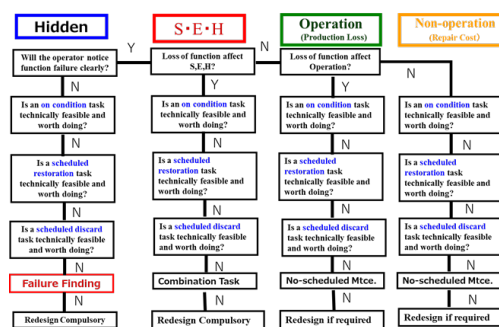 Hidden
S・E・H
Operation
(Production Loss)
Non-operation
(Repair Cost)
Will the operator notice
function failure clearly?
Y
Loss of function affect
S,E,H?
N
Loss of function affect
Operation?
N
Y
Y
N
Is an on condition task
technically feasible and
worth doing?
Is an on condition task
technically feasible and
worth doing?
Is an on condition task
technically feasible and
worth doing?
Is an on condition task
technically feasible and
worth doing?
N
N
N
N
Is a scheduled
restoration task
technically feasible and
worth doing?
Is a scheduled
restoration task
technically feasible and
worth doing?
Is a scheduled
restoration task
technically feasible and
worth doing?
Is a scheduled
restoration task
technically feasible and
worth doing?
N
N
N
N
Is a scheduled discard
task technically feasible
and worth doing?
Is a scheduled discard
task technically feasible
and worth doing?
Is a scheduled discard
task technically feasible
and worth doing?
Is a scheduled discard
task technically feasible
and worth doing?
N
N
N
N
Failure Finding
Combination Task
No-scheduled Mtce.
No-scheduled Mtce.
N
N
N
N
Redesign Compulsory
Redesign Compulsory
Redesign if required
Redesign if required